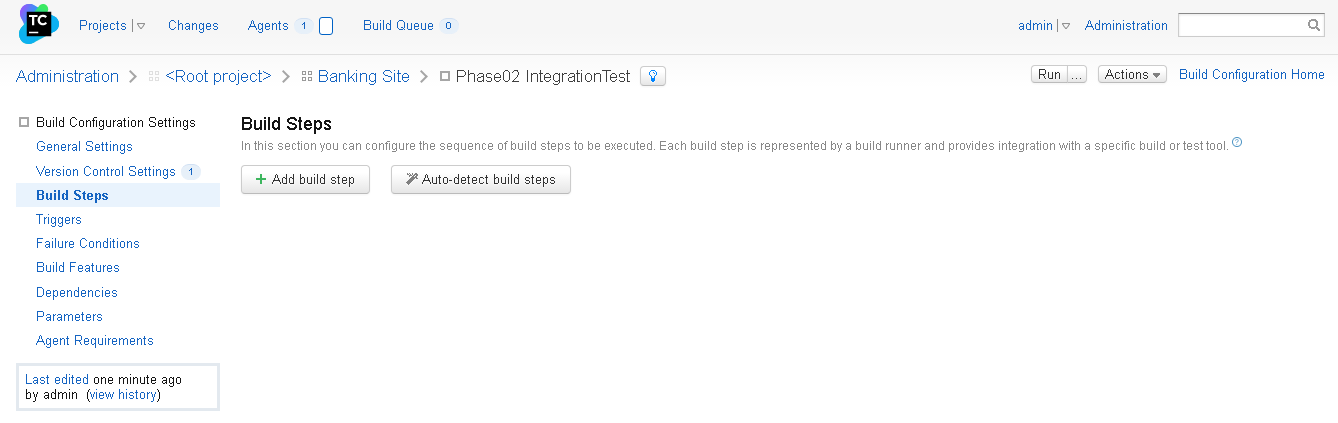 TC
Projects Changes Agents 1 Build Queue 0 admin Administration
Administration <Root project> Banking Site Phase02 IntegrationTest Run ... Actions Build Configuration Home
Build Configuration Settings
General Settings
Version Control Settings 1
Build Steps
Triggers
Failure Conditions
Build Features
Dependencies
Parameters
Agent Requirements
Last edited one minute ago
by admin (view history)
Build Steps
In this section you can configure the sequence of build steps to be executed. Each build step is represented by a build runner and provides integration with a specific build or test tool. ?
+ Add build step Auto-detect build steps